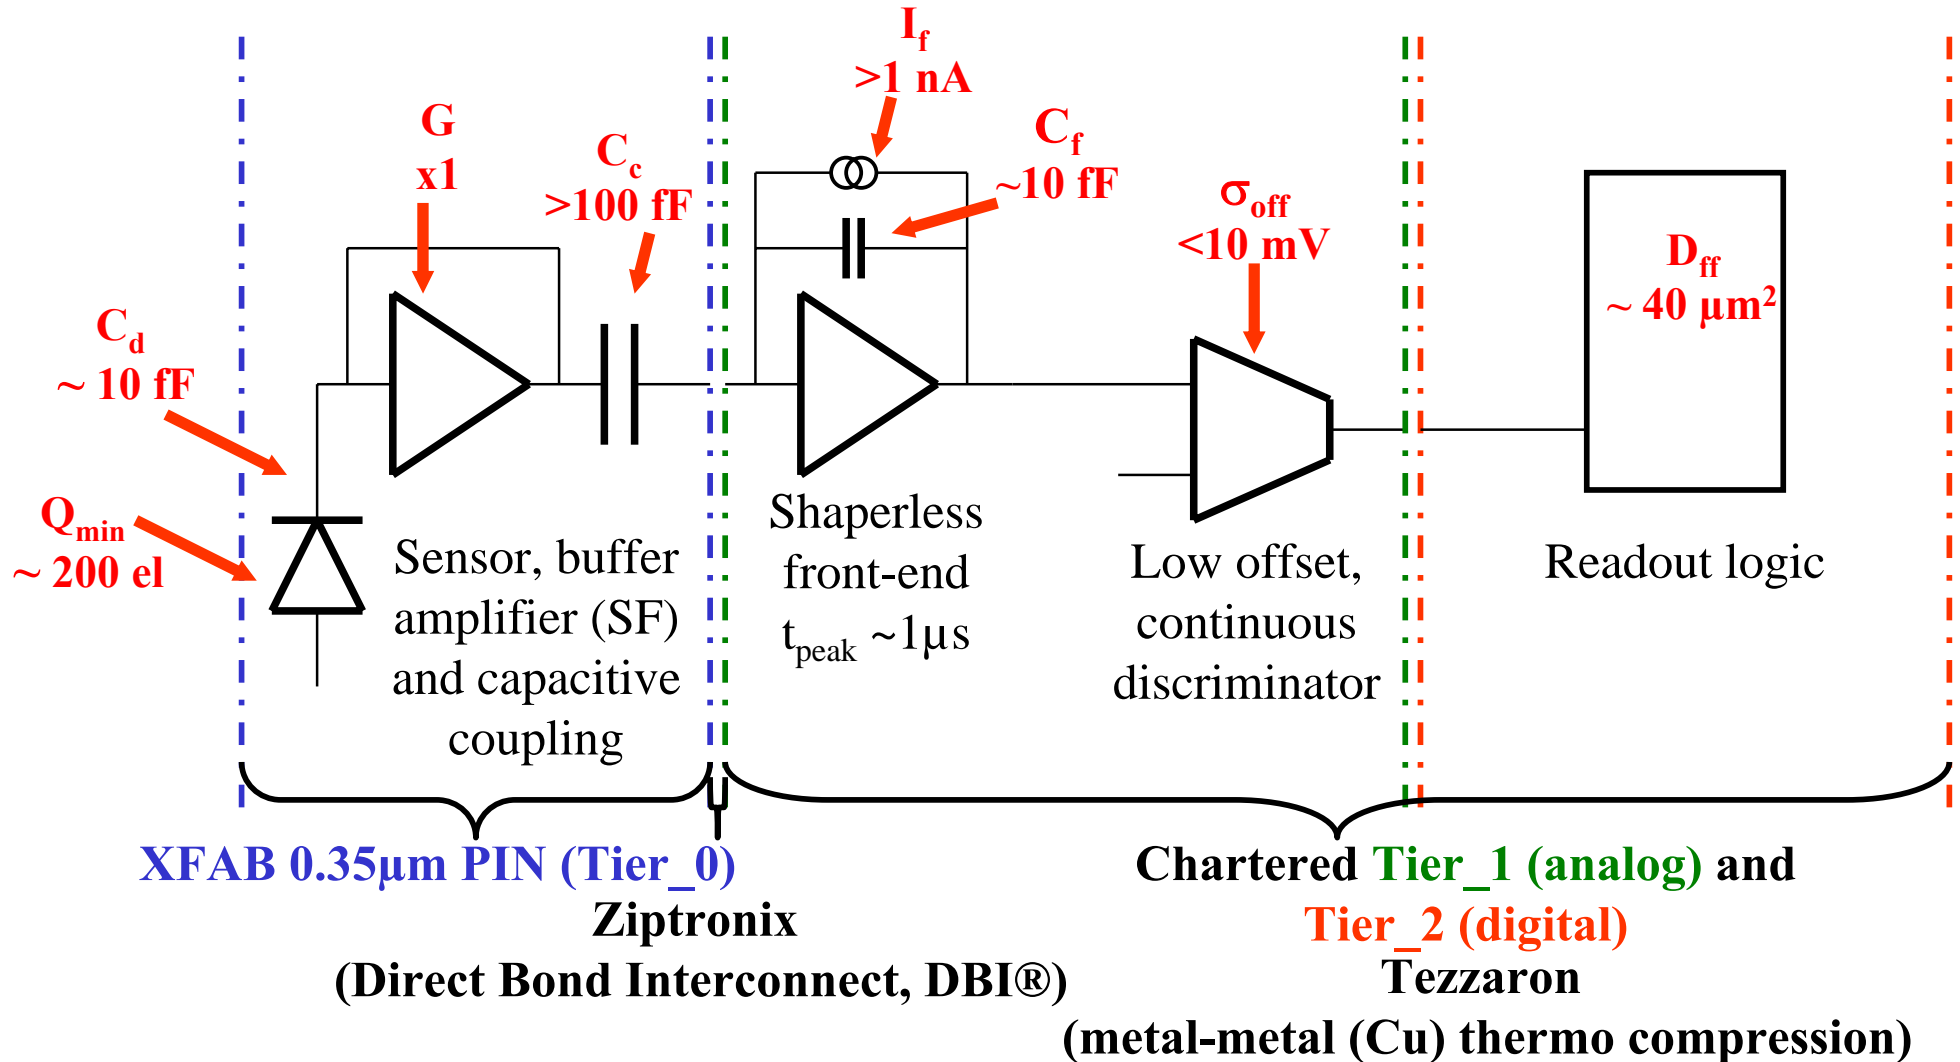 I_f
>1 nA
G
x1
C_c
>100 fF
C_f
~10 fF
σ_off
<10 mV
D_ff
~ 40 µm²
C_d
~ 10 fF
Q_min
~ 200 el
Sensor, buffer
amplifier (SF)
and capacitive
coupling
Shaperless
front-end
t_peak ~1µs
Low offset,
continuous
discriminator
Readout logic
XFAB 0.35µm PIN (Tier_0)
Ziptronix
(Direct Bond Interconnect, DBI®)
Chartered Tier_1 (analog) and
Tier_2 (digital)
Tezzaron
(metal-metal (Cu) thermo compression)